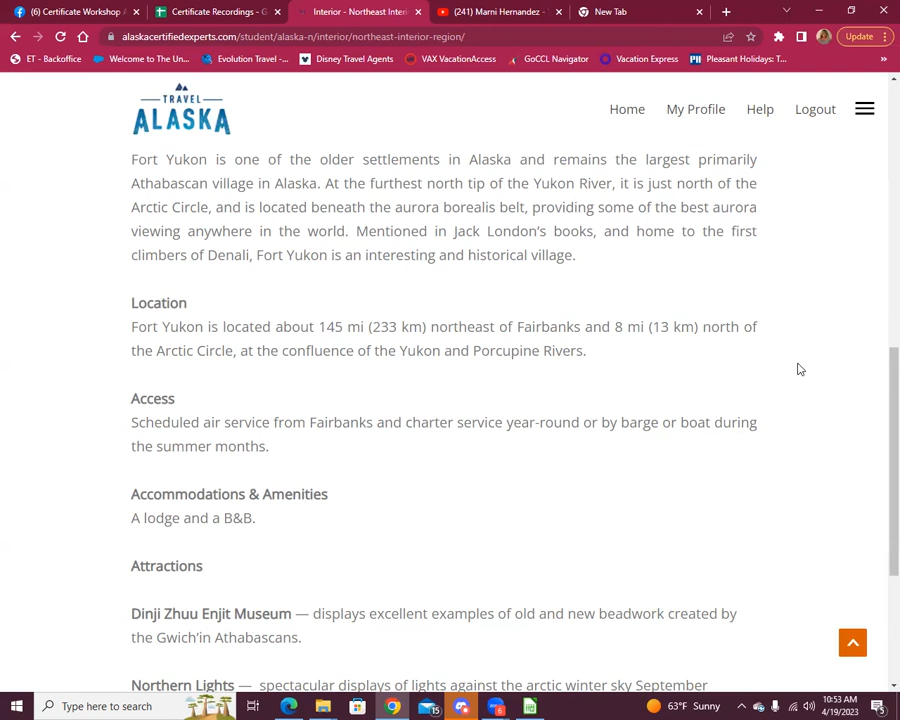 (6) Certificate Workshop A
Certificate Recordings - G
Interior - Northeast Interi
(241) Marni Hernandez -
New Tab
alaskacertifiedexperts.com/student/alaska-n/interior/northeast-interior-region/
Update
ET - Backoffice
Welcome to The Un...
Evolution Travel -...
Disney Travel Agents
VAX VacationAccess
GoCCL Navigator
Vacation Express
Pleasant Holidays: T...
TRAVEL
ALASKA
Home
My Profile
Help
Logout
Fort Yukon is one of the older settlements in Alaska and remains the largest primarily
Athabascan village in Alaska. At the furthest north tip of the Yukon River, it is just north of the
Arctic Circle, and is located beneath the aurora borealis belt, providing some of the best aurora
viewing anywhere in the world. Mentioned in Jack London's books, and home to the first
climbers of Denali, Fort Yukon is an interesting and historical village.
Location
Fort Yukon is located about 145 mi (233 km) northeast of Fairbanks and 8 mi (13 km) north of
the Arctic Circle, at the confluence of the Yukon and Porcupine Rivers.
Access
Scheduled air service from Fairbanks and charter service year-round or by barge or boat during
the summer months.
Accommodations & Amenities
A lodge and a B&B.
Attractions
Dinji Zhuu Enjit Museum — displays excellent examples of old and new beadwork created by
the Gwich'in Athabascans.
Northern Lights — spectacular displays of lights against the arctic winter sky September
Type here to search
15
6
63°F Sunny
10:53 AM
4/19/2023
5